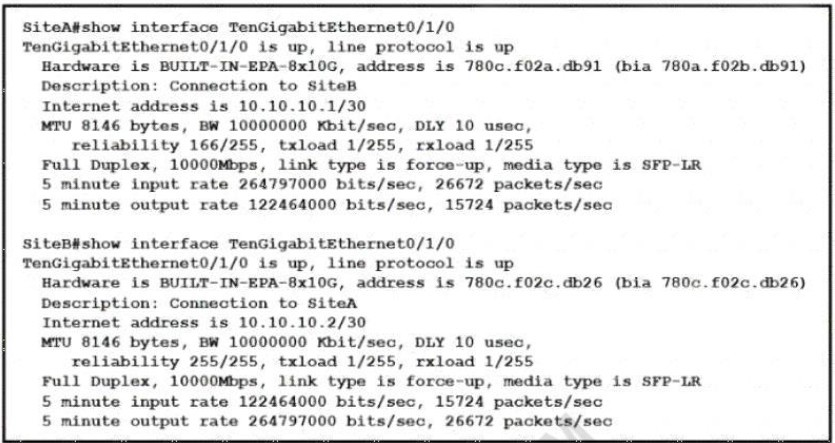 SiteA#show interface TenGigabitEthernet0/1/0
TenGigabitEthernet0/1/0 is up, line protocol is up
Hardware is BUILT-IN-EPA-8x10G, address is 780c.f02a.db91 (bia 780a.f02b.db91)
Description: Connection to SiteB
Internet address is 10.10.10.1/30
MTU 8146 bytes, BW 10000000 Kbit/sec, DLY 10 usec,
reliability 166/255, txload 1/255, rxload 1/255
Full Duplex, 10000Mbps, link type is force-up, media type is SFP-LR
5 minute input rate 264797000 bits/sec, 26672 packets/sec
5 minute output rate 122464000 bits/sec, 15724 packets/sec
SiteB#show interface TenGigabitEthernet0/1/0
TenGigabitEthernet0/1/0 is up, line protocol is up
Hardware is BUILT-IN-EPA-8x10G, address is 780c.f02c.db26 (bia 780c.f02c.db26)
Description: Connection to SiteA
Internet address is 10.10.10.2/30
MTU 8146 bytes, BW 10000000 Kbit/sec, DLY 10 usec,
reliability 255/255, txload 1/255, rxload 1/255
Full Duplex, 10000Mbps, link type is force-up, media type is SFP-LR
5 minute input rate 122464000 bits/sec, 15724 packets/sec
5 minute output rate 264797000 bits/sec, 26672 packets/sec